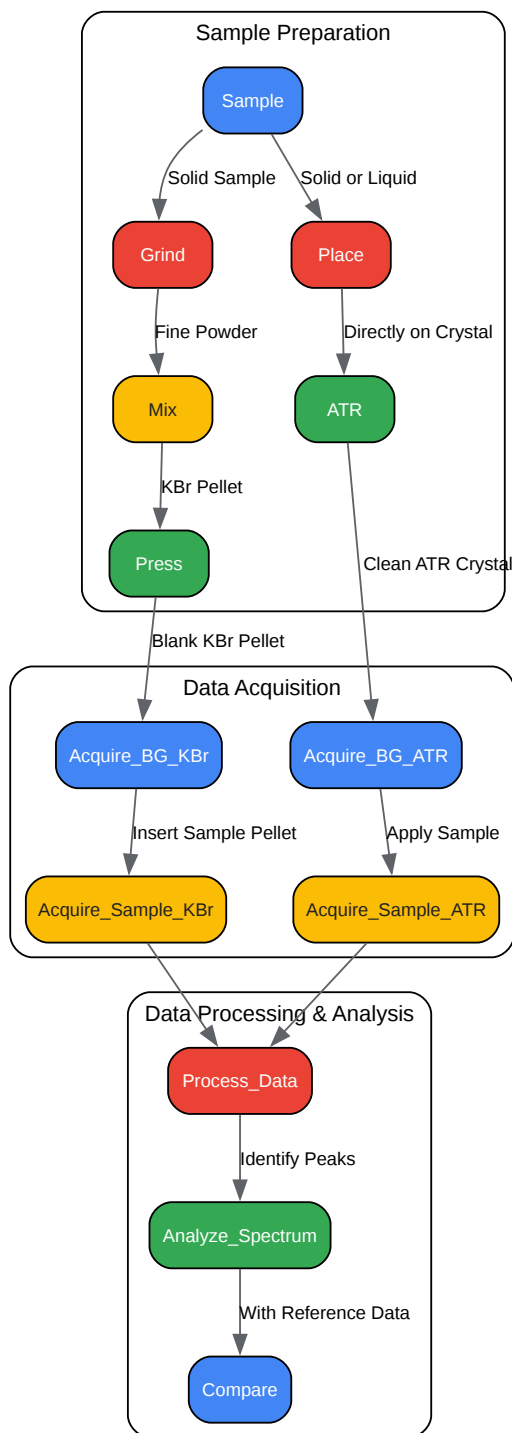 Sample Preparation
Sample
Solid Sample
Solid or Liquid
Grind
Place
Fine Powder
Directly on Crystal
Mix
ATR
KBr Pellet
Press
Clean ATR Crystal
Blank KBr Pellet
Data Acquisition
Acquire_BG_KBr
Acquire_BG_ATR
Insert Sample Pellet
Apply Sample
Acquire_Sample_KBr
Acquire_Sample_ATR
Data Processing & Analysis
Process_Data
Identify Peaks
Analyze_Spectrum
With Reference Data
Compare